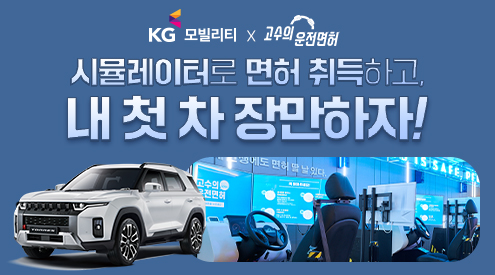 KG 모빌리티 X 고수의 운전면허
시뮬레이터로 면허 취득하고,
내 첫 차 장만하자!
고수의
운전면허
TORRES